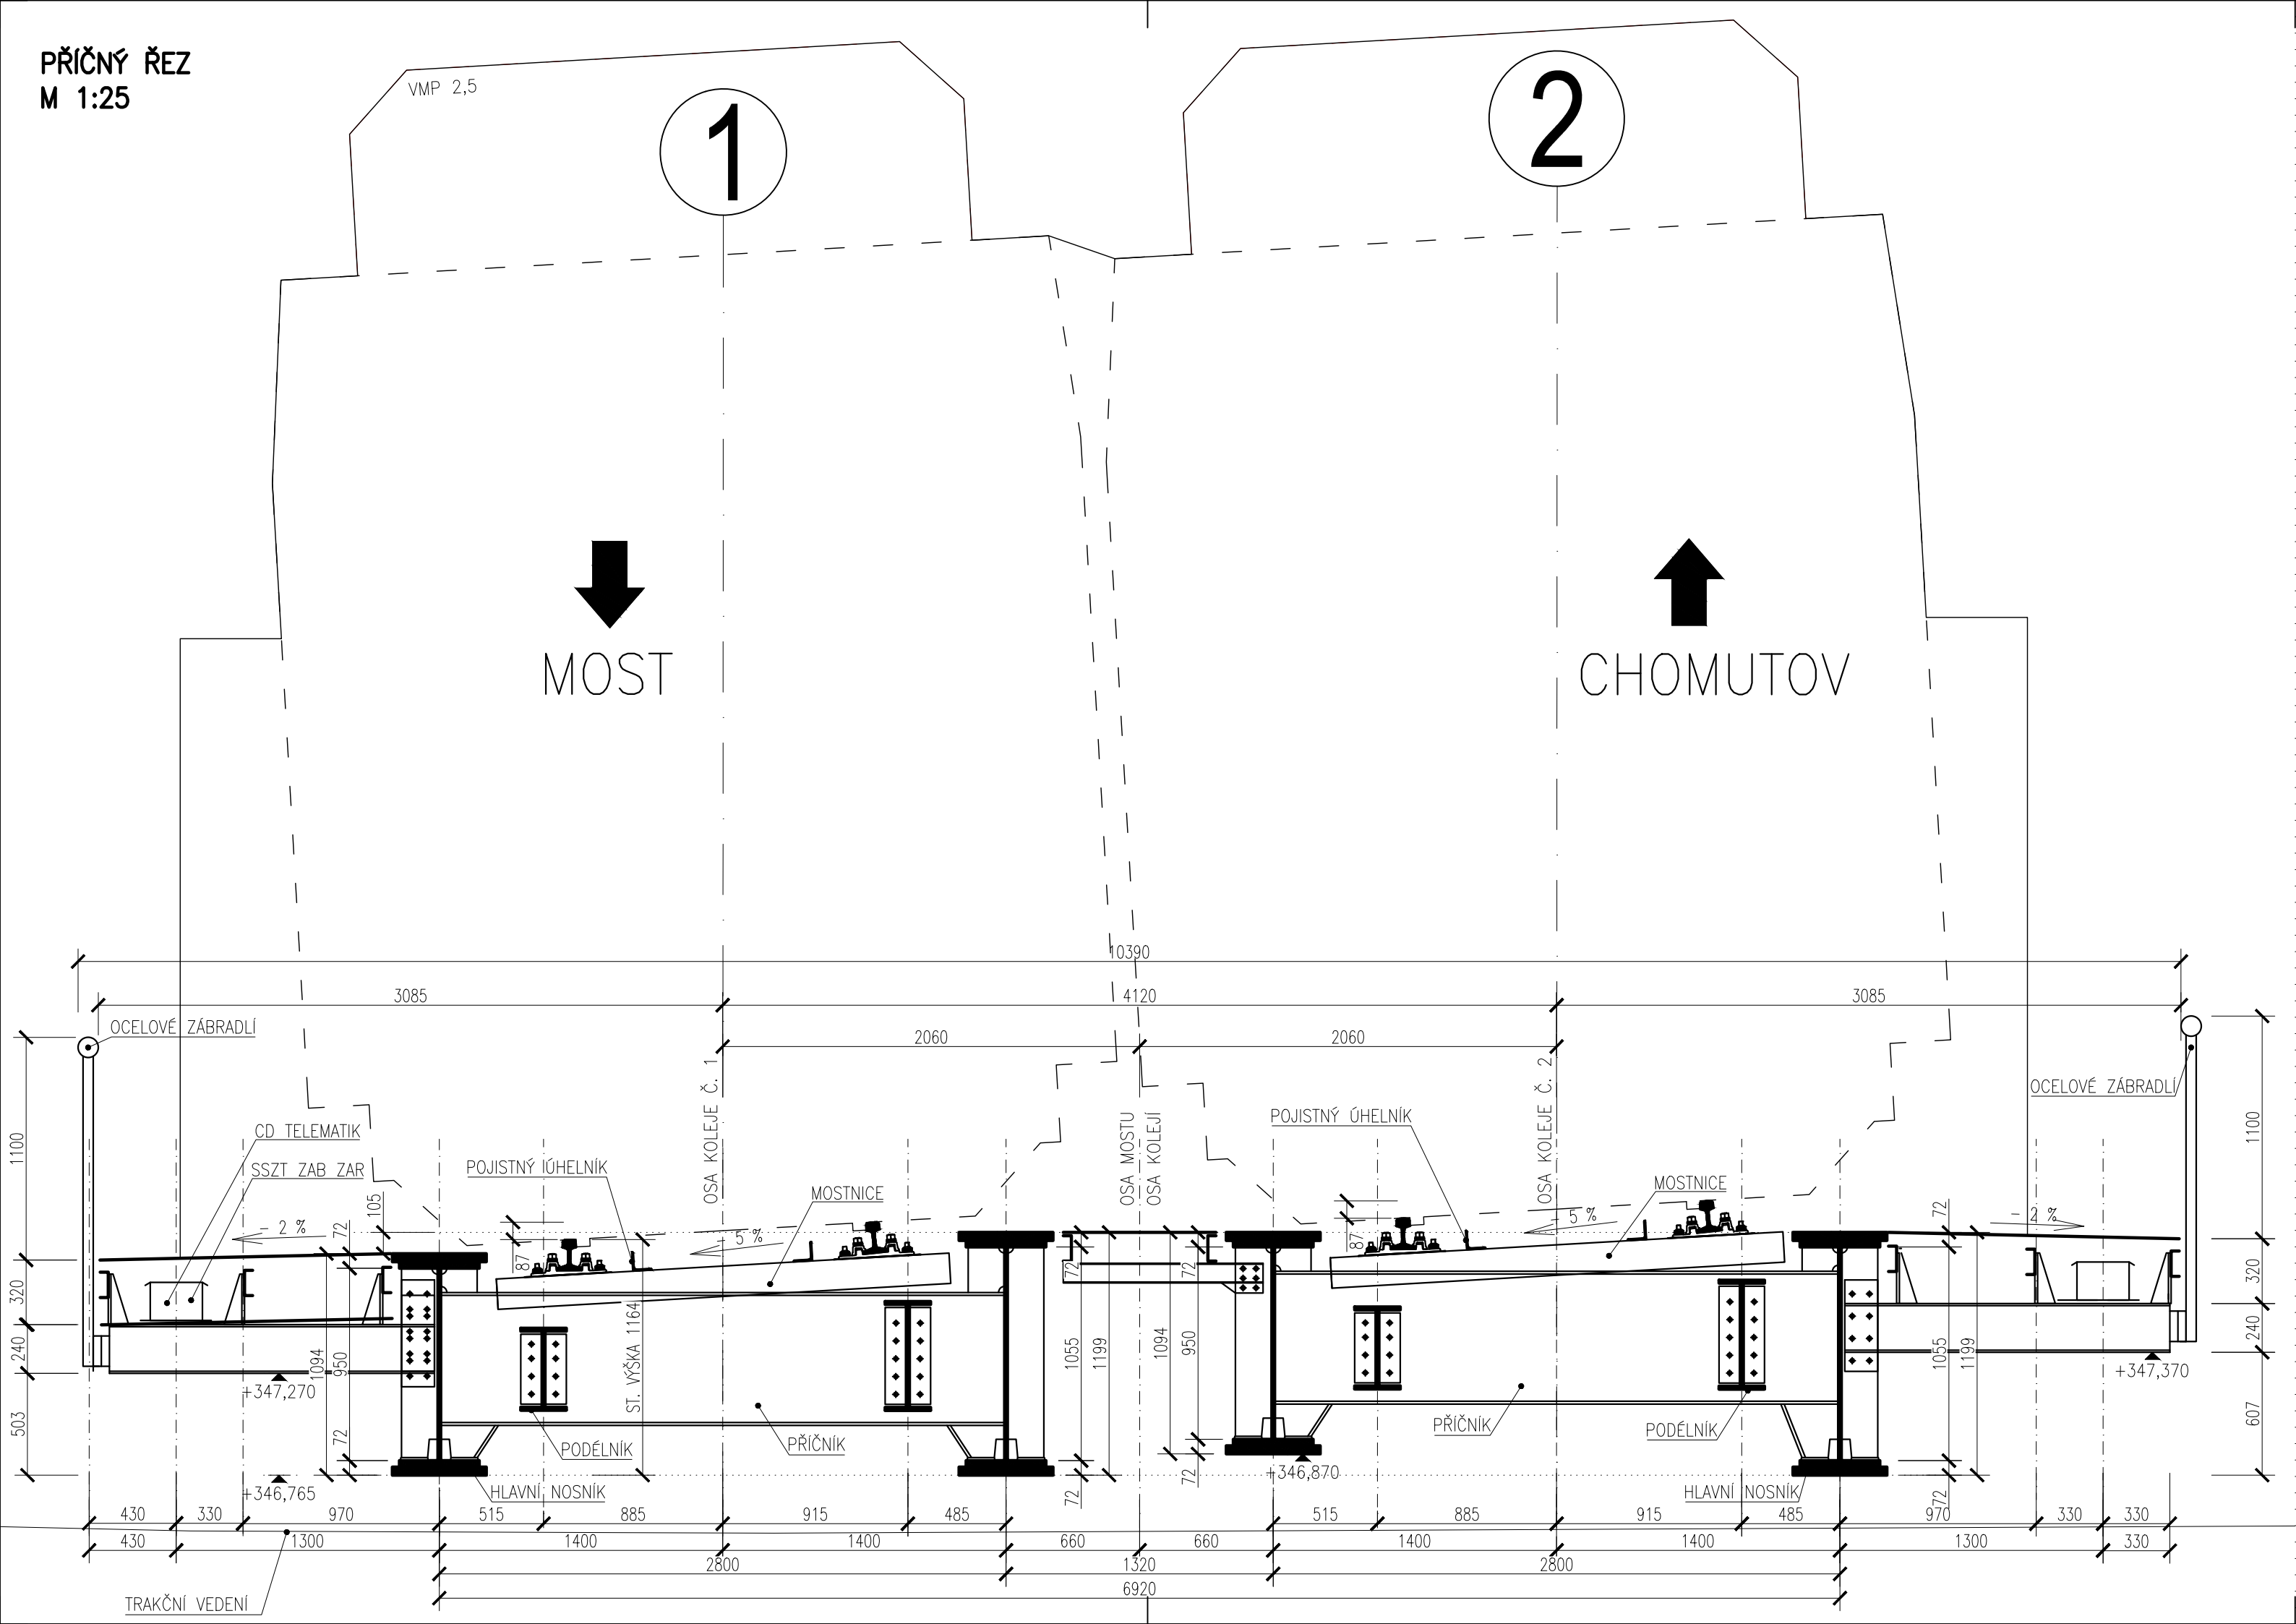 PŘÍČNÝ ŘEZ
M 1:25
VMP 2,5
1
2
MOST
CHOMUTOV
10390
3085
4120
3085
2060
2060
OCELOVÉ ZÁBRADLÍ
OCELOVÉ ZÁBRADLÍ
OSA KOLEJE Č. 1
OSA MOSTU
OSA KOLEJÍ
OSA KOLEJE Č. 2
CD TELEMATIK
SSZT ZAB ZAR
POJISTNÝ ÚHELNÍK
MOSTNICE
POJISTNÝ ÚHELNÍK
MOSTNICE
1100
320
240
503
105
- 2 %
72
87
5 %
- 5 %
87
72
- 2 %
1100
320
240
607
1094
950
72
ST. VÝŠKA 11164
72
1055
1199
72
1094
72
950
72
1055
1199
72
+347,270
+346,765
+346,870
+347,370
PODÉLNÍK
PŘÍČNÍK
HLAVNÍ NOSNÍK
PŘÍČNÍK
PODÉLNÍK
HLAVNÍ NOSNÍK
430
330
970
515
885
915
485
515
885
915
485
970
330
330
430
1300
1400
1400
660
660
1400
1400
1300
330
2800
1320
2800
6920
TRAKČNÍ VEDENÍ